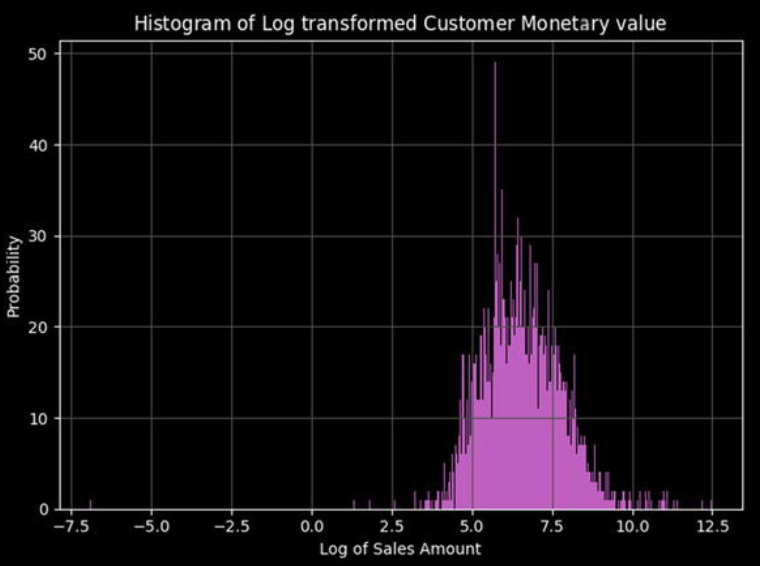 Histogram of Log transformed Customer Monetary value
50
40
30
20
10
0
Probability
−7.5 −5.0 −2.5 0.0 2.5 5.0 7.5 10.0 12.5
Log of Sales Amount